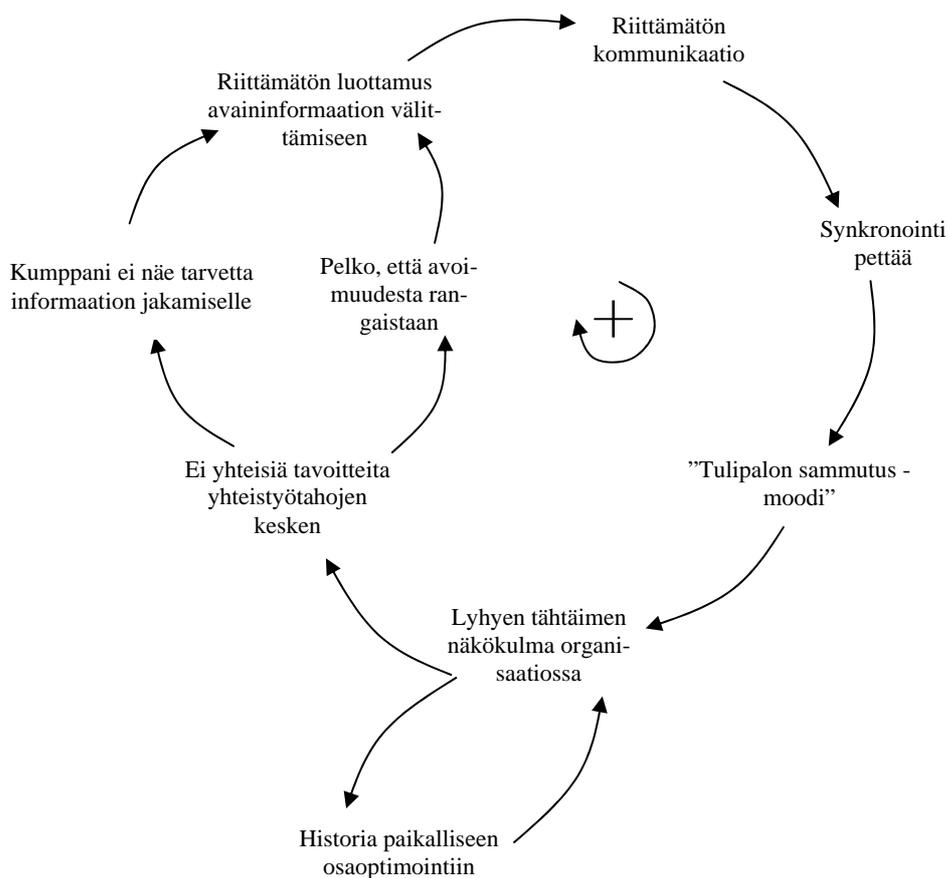 Riittämätön
kommunikaatio
Riittämätön luottamus
avaininformaation välit-
tämiseen
Synkronointi
pettää
Kumppani ei näe tarvetta
informaation jakamiselle
Pelko, että avoi-
muudesta ran-
gaistaan
+
Ei yhteisiä tavoitteita
yhteistyötahojen
kesken
”Tulipalon sammutus -
moodi”
Lyhyen tähtäimen
näkökulma organi-
saatiossa
Historia paikalliseen
osaoptimointiin